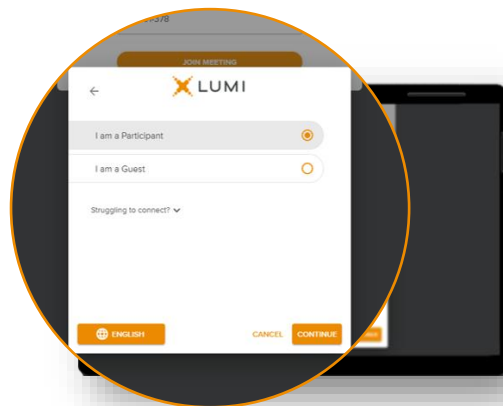 JOIN MEETING
LUMI
I am a Participant
I am a Guest
Struggling to connect?
ENGLISH
CANCEL
CONTINUE